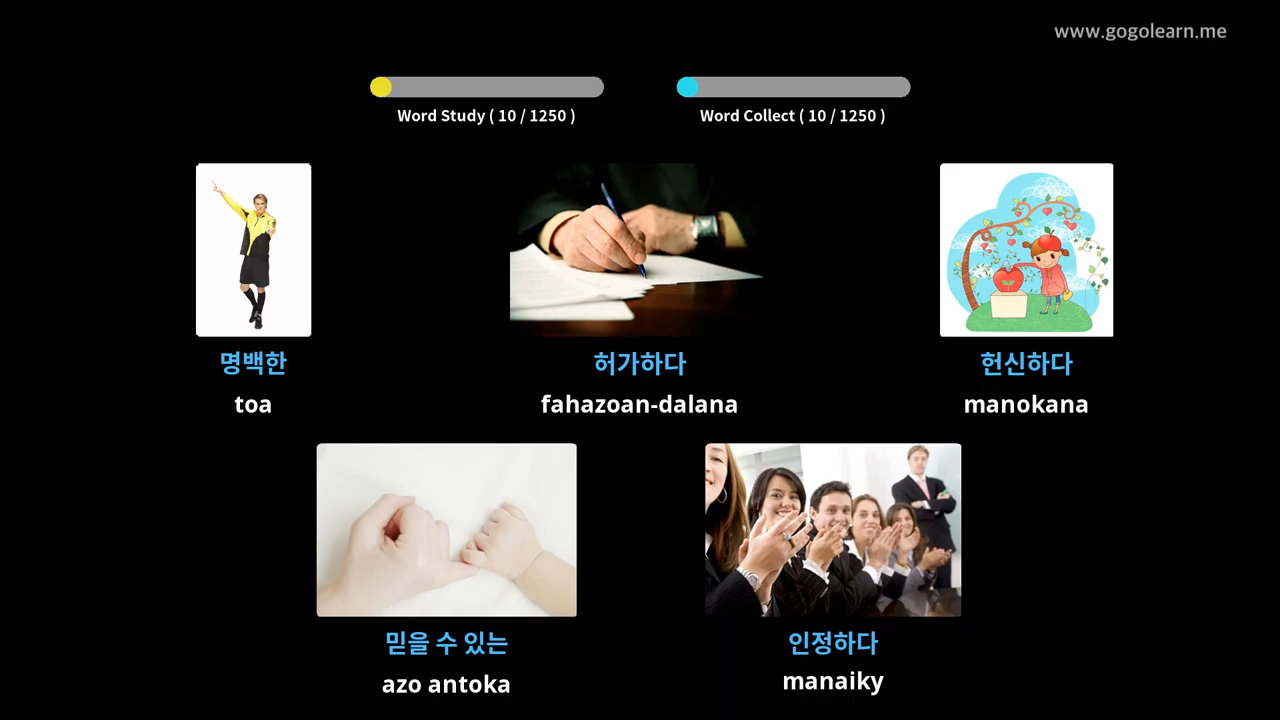 www.gogolearn.me
Word Study ( 10 / 1250 )
Word Collect ( 10 / 1250 )
명백한
허가하다
헌신하다
toa
fahazoan-dalana
manokana
믿을 수 있는
인정하다
azo antoka
manaiky